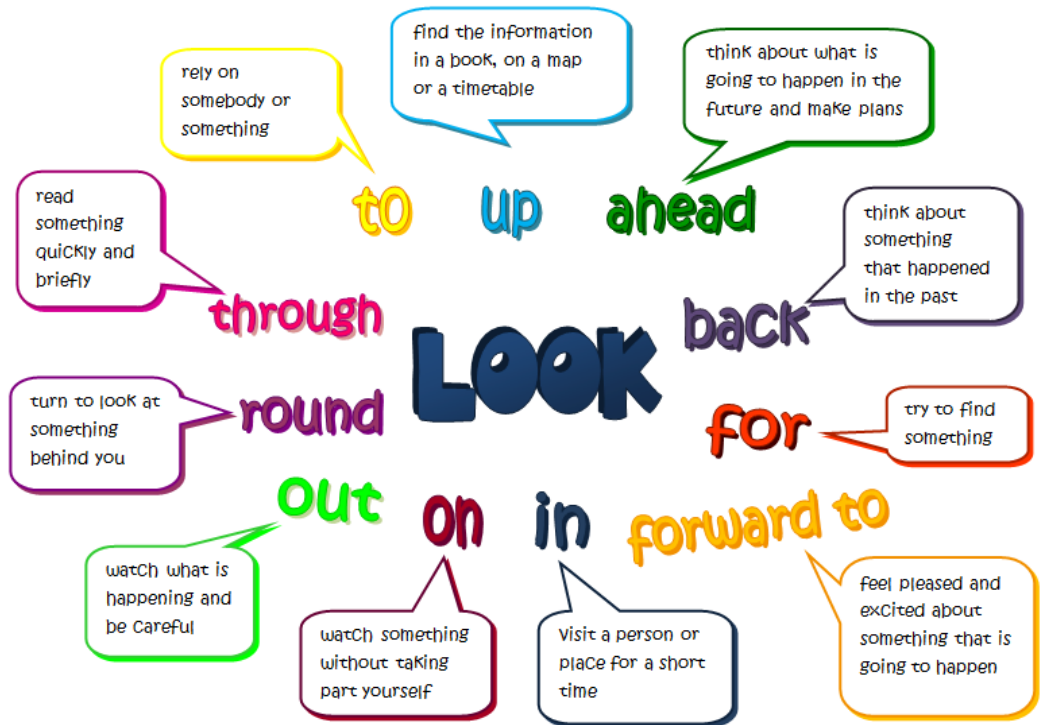 find the information
in a book, on a map
or a timetable
think about what is
going to happen in the
future and make plans
rely on
somebody or
something
to
up
ahead
read
something
quickly and
briefly
think about
something
that happened
in the past
through
back
LOOK
turn to look at
something
behind you
round
for
try to find
something
out
on
in
forward to
watch what is
happening and
be careful
watch something
without taking
part yourself
visit a person or
place for a short
time
feel pleased and
excited about
something that is
going to happen